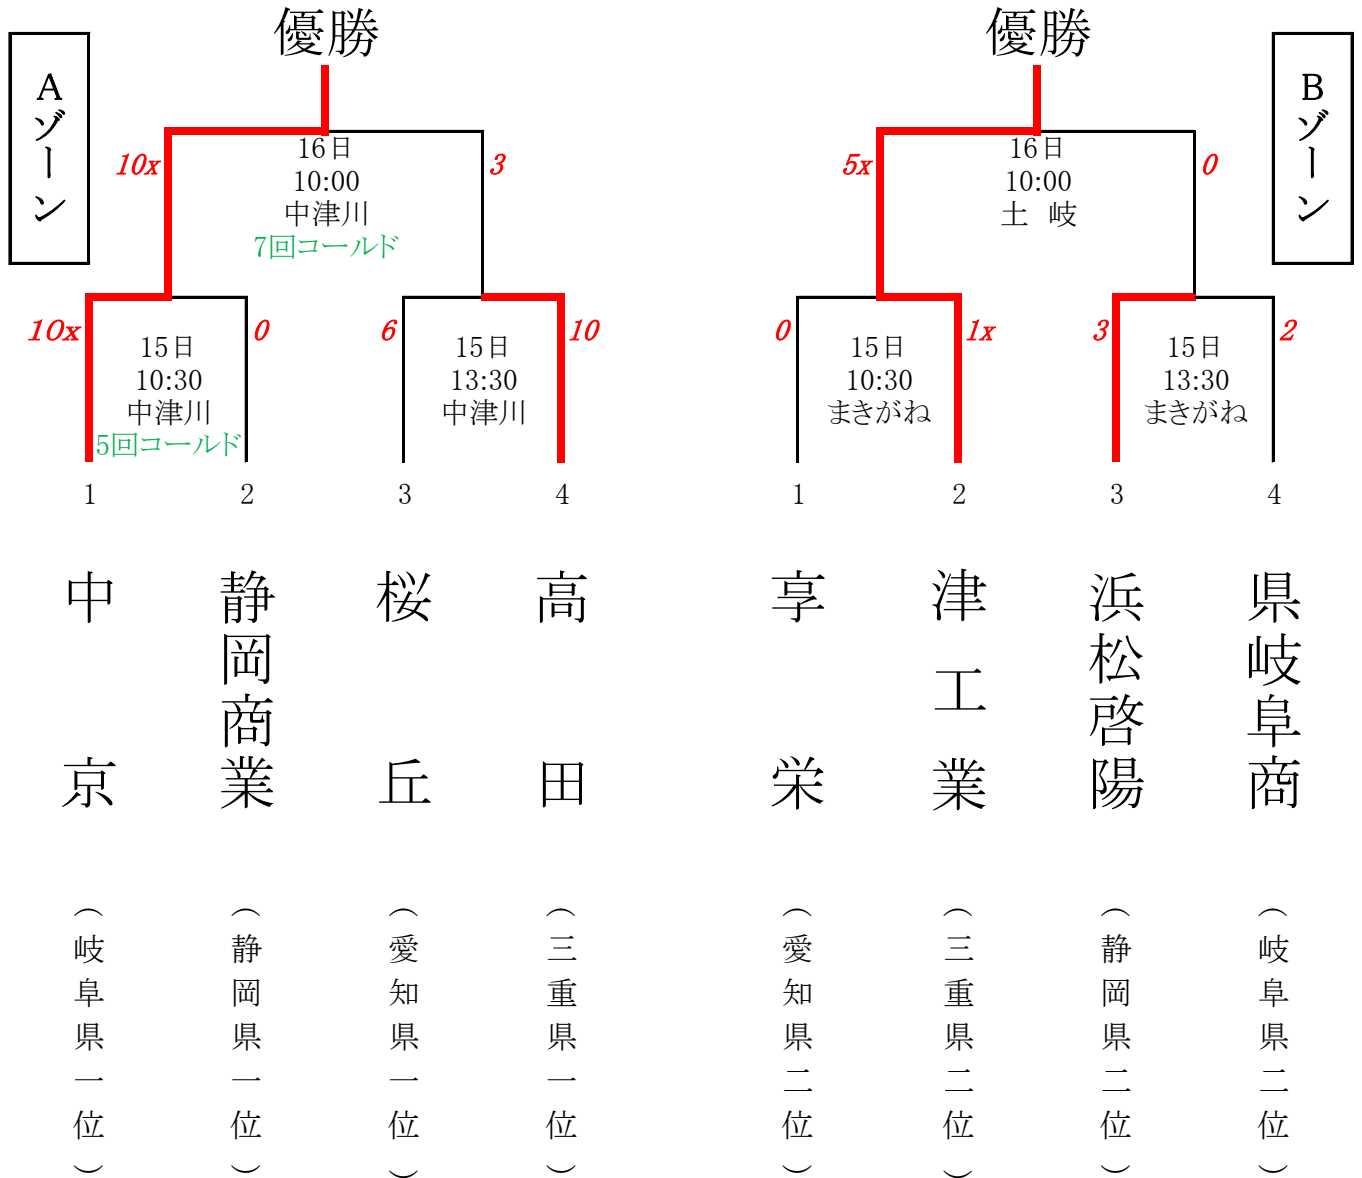 Aゾーン
優勝
10x
3
16日
10:00
中津川
7回コールド
10x
0
15日
10:30
中津川
5回コールド
6
10
15日
13:30
中津川
1
2
3
4
中京
静岡商業
桜丘
高田
（岐阜県一位）
（静岡県一位）
（愛知県一位）
（三重県一位）
優勝
Bゾーン
5x
0
16日
10:00
土 岐
0
1x
15日
10:30
まきがね
3
2
15日
13:30
まきがね
1
2
3
4
享栄
津工業
浜松啓陽
県岐阜商
（愛知県二位）
（三重県二位）
（静岡県二位）
（岐阜県二位）